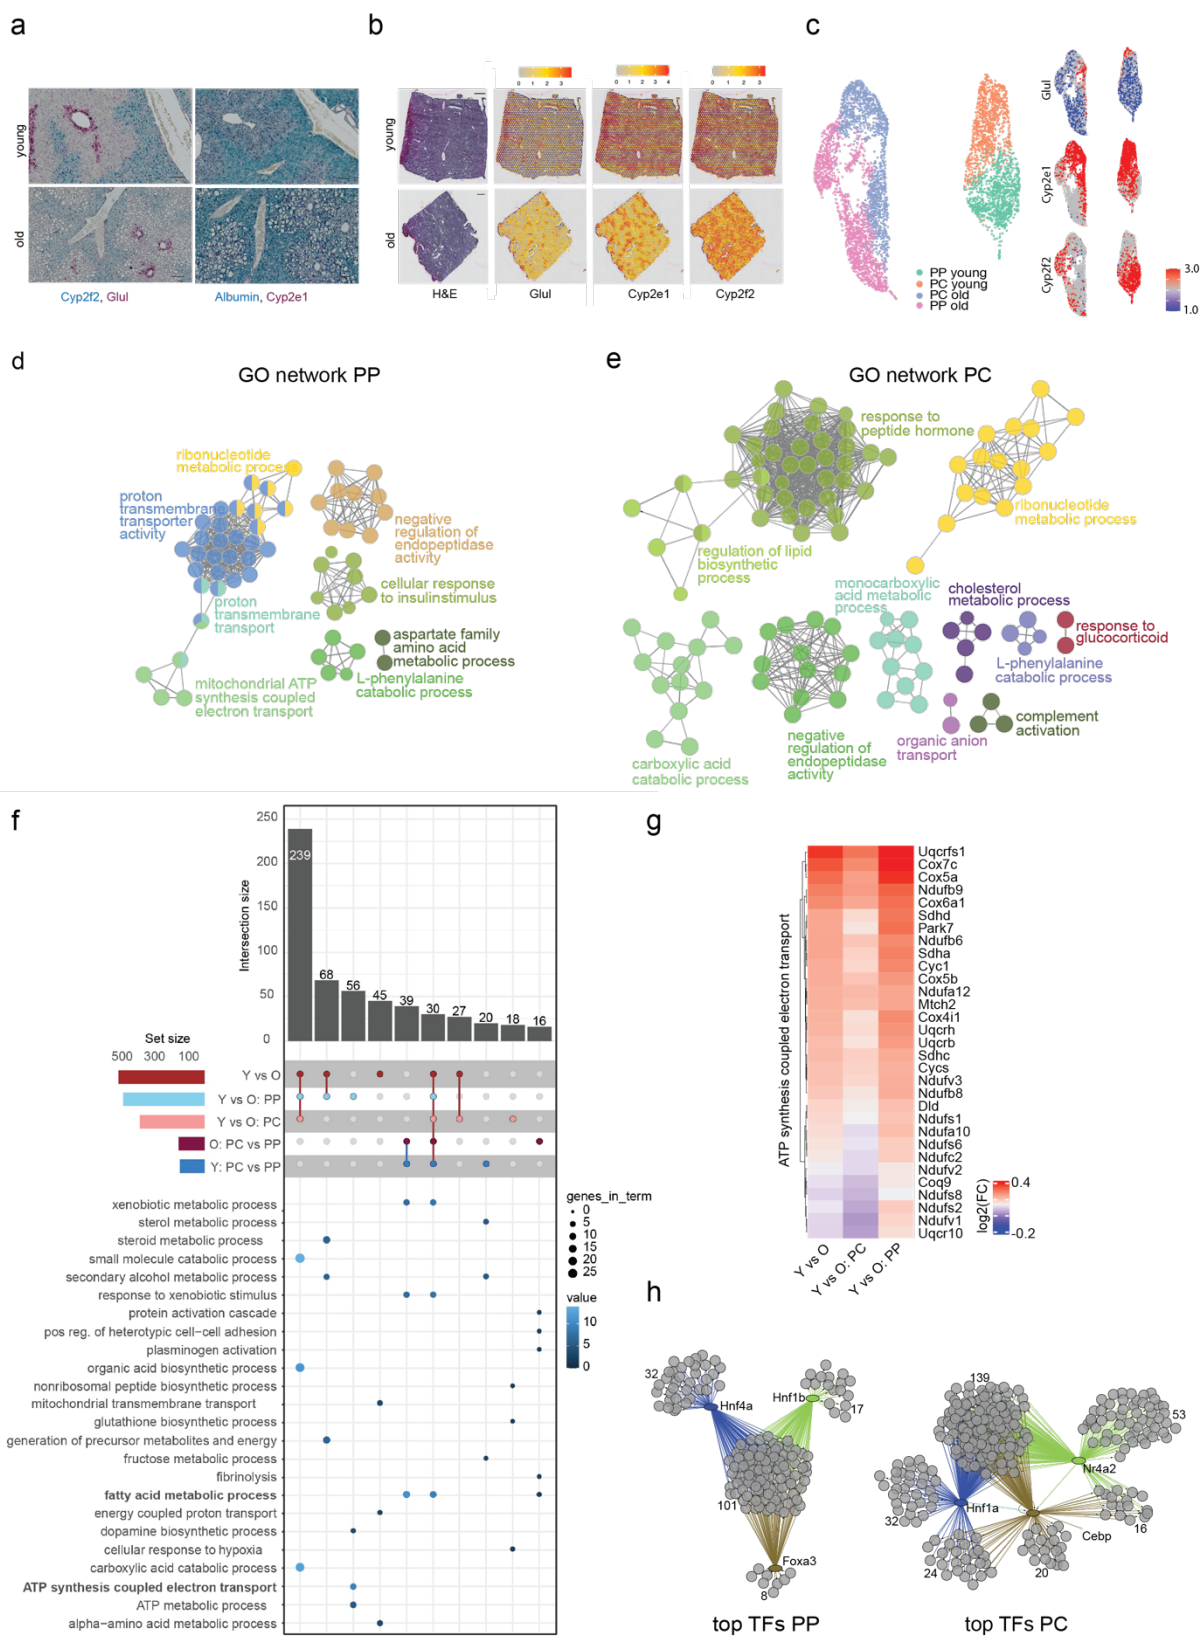 a
young
old
Cyp2f2, Glul
Albumin, Cyp2e1
b
0 1 2 3
0 1 2 3 4
0 1 2 3
young
old
H&E
Glul
Cyp2e1
Cyp2f2
c
PP young
PC young
PC old
PP old
Glul
Cyp2e1
Cyp2f2
3.0
1.0
d
GO network PP
ribonucleotide
metabolic process
proton
transmembrane
transporter
activity
negative
regulation of
endopeptidase
activity
cellular response
to insulinstimulus
proton
transmembrane
transport
aspartate family
amino acid
metabolic process
L-phenylalanine
catabolic process
mitochondrial ATP
synthesis coupled
electron transport
e
GO network PC
response to
peptide hormone
ribonucleotide
metabolic process
regulation of lipid
biosynthetic
process
monocarboxylic
acid metabolic
process
cholesterol
metabolic process
response to
glucocorticoid
L-phenylalanine
catabolic process
carboxylic acid
catabolic process
negative
regulation of
endopeptidase
activity
organic anion
transport
complement
activation
f
Intersection size
250
200
150
100
50
0
239
68
56
45
39
30
27
20
18
16
Set size
500 300 100
Y vs O
Y vs O: PP
Y vs O: PC
O: PC vs PP
Y: PC vs PP
xenobiotic metabolic process
sterol metabolic process
steroid metabolic process
small molecule catabolic process
secondary alcohol metabolic process
response to xenobiotic stimulus
protein activation cascade
pos reg. of heterotypic cell-cell adhesion
plasminogen activation
organic acid biosynthetic process
nonribosomal peptide biosynthetic process
mitochondrial transmembrane transport
glutathione biosynthetic process
generation of precursor metabolites and energy
fructose metabolic process
fibrinolysis
fatty acid metabolic process
energy coupled proton transport
dopamine biosynthetic process
cellular response to hypoxia
carboxylic acid catabolic process
ATP synthesis coupled electron transport
ATP metabolic process
alpha-amino acid metabolic process
genes_in_term
0
5
10
15
20
25
value
10
5
0
g
ATP synthesis coupled electron transport
Uqcrfs1
Cox7c
Cox5a
Ndufb9
Cox6a1
Sdhd
Park7
Ndufb6
Sdha
Cyc1
Cox5b
Ndufa12
Mtch2
Cox4i1
Uqcrh
Uqcrb
Sdhc
Cycs
Ndufv3
Ndufb8
Dld
Ndufs1
Ndufa10
Ndufs6
Ndufc2
Ndufv2
Coq9
Ndufs8
Ndufs2
Ndufv1
Uqcr10
Y vs O
Y vs O: PC
Y vs O: PP
log2(FC)
0.4
-0.2
h
32
Hnf4a
Hnf1b
17
101
Foxa3
8
top TFs PP
139
53
Nr4a2
32
Hnf1a
16
Cebp
24
20
top TFs PC